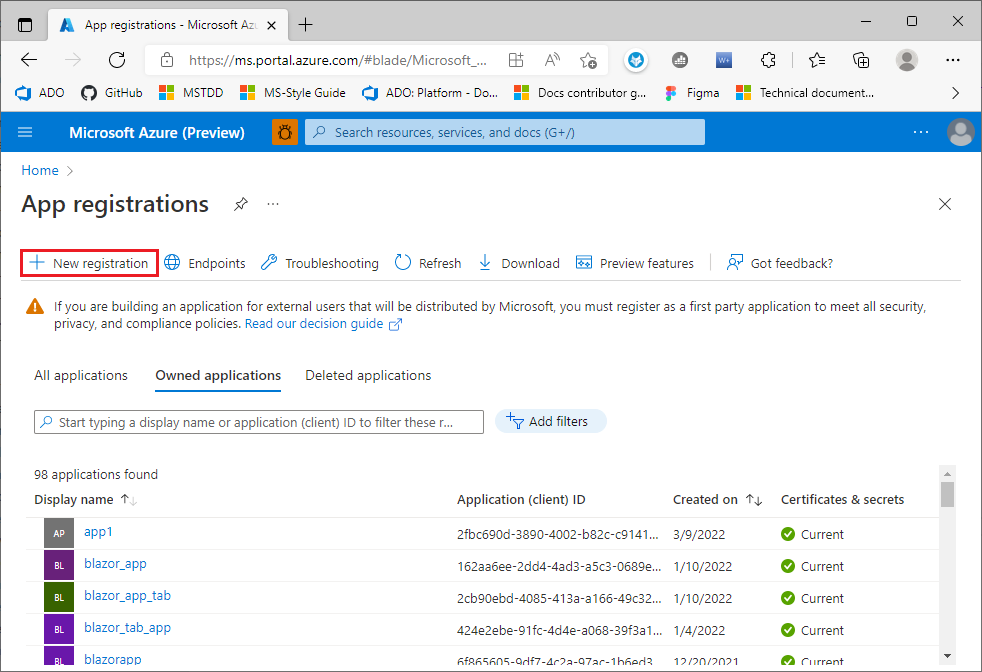 App registrations - Microsoft Az
https://ms.portal.azure.com/#blade/Microsoft_...
ADO
GitHub
MSTDD
MS-Style Guide
ADO: Platform - Do...
Docs contributor g...
Figma
Technical document...
Microsoft Azure (Preview)
Search resources, services, and docs (G+/)
Home
App registrations
New registration
Endpoints
Troubleshooting
Refresh
Download
Preview features
Got feedback?
If you are building an application for external users that will be distributed by Microsoft, you must register as a first party application to meet all security,
privacy, and compliance policies. Read our decision guide
All applications
Owned applications
Deleted applications
Start typing a display name or application (client) ID to filter these r...
Add filters
98 applications found
Display name
Application (client) ID
Created on
Certificates & secrets
AP app1 2fbc690d-3890-4002-b82c-c9141... 3/9/2022 Current
BL blazor_app 162aa6ee-2dd4-4ad3-a5c3-0689e... 1/10/2022 Current
BL blazor_app_tab 2cb90ebd-4085-413a-a166-49c32... 1/10/2022 Current
BL blazor_tab_app 424e2ebe-91fc-4d4e-a068-39f3a1... 1/4/2022 Current
BL blazorapp 6f865605-9df7-4c2a-97ac-1b6ed3... 12/20/2021 Current